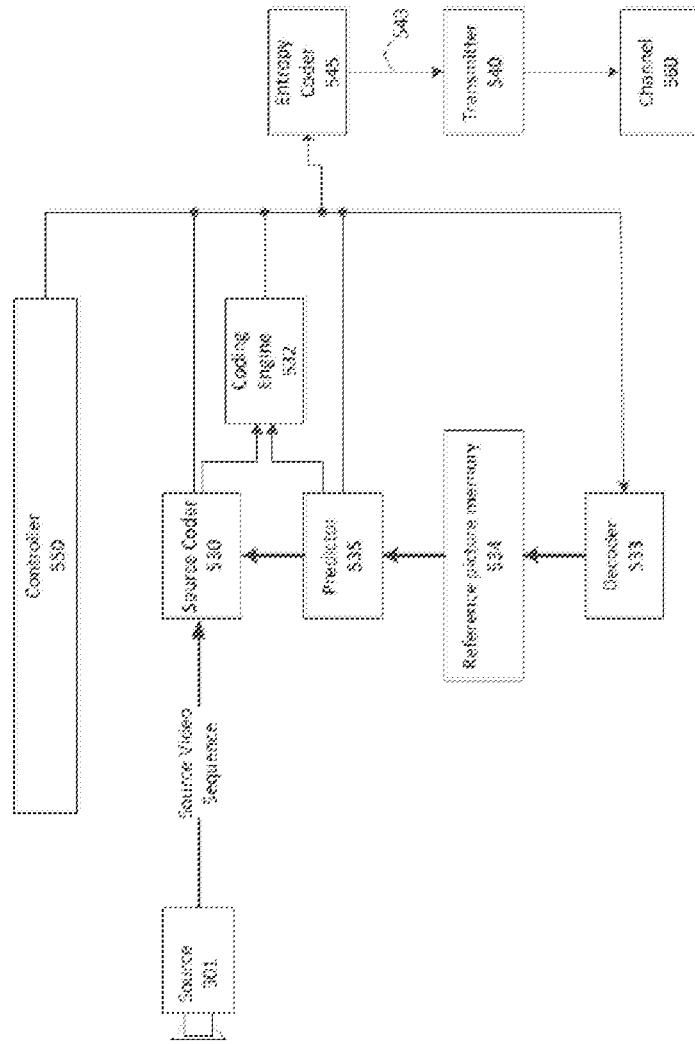 Controller
550
Source
301
Source Video
Sequence
Source Coder
530
Coding
Engine
532
Predictor
535
Reference picture memory
534
Decoder
533
Entropy
Coder
545
543
Transmitter
540
Channel
560